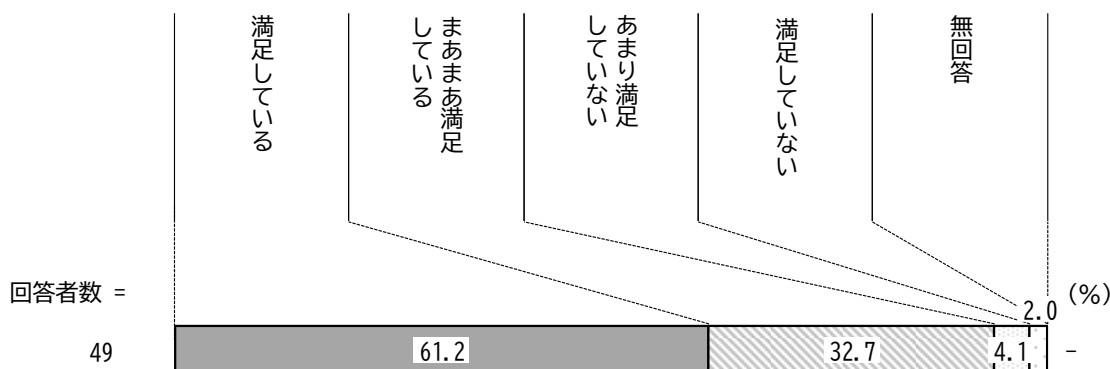 満足している
まあまあ満足
している
あまり満足
していない
満足していない
無回答
回答者数 =
(%)
2.0
49
61.2
32.7
4.1
-